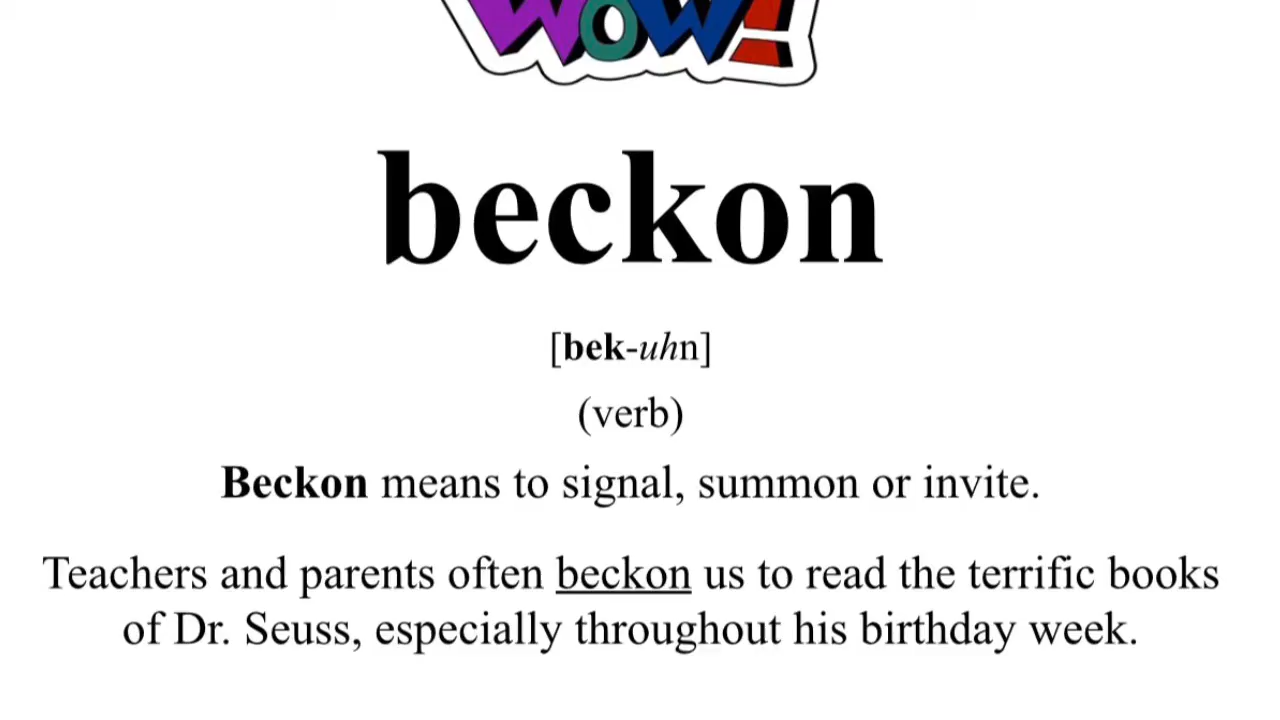 WOW!
beckon
[bek-uhn]
(verb)
Beckon means to signal, summon or invite.
Teachers and parents often beckon us to read the terrific books
of Dr. Seuss, especially throughout his birthday week.